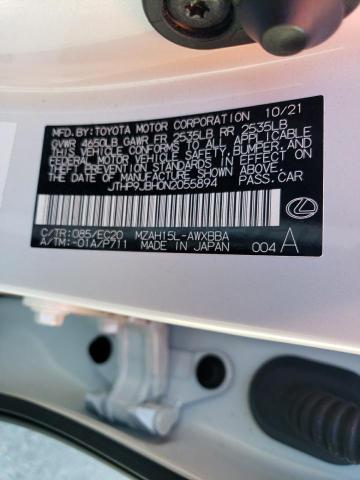 MFD. BY: TOYOTA MOTOR CORPORATION 10/21
GVWR 4650LB GAWR FR 2535LB RR 2535LB
THIS VEHICLE CONFORMS TO ALL APPLICABLE
FEDERAL MOTOR VEHICLE SAFETY, BUMPER, AND
THEFT PREVENTION STANDARDS IN EFFECT ON
THE DATE OF MANUFACTURE SHOWN ABOVE.
JTHP9JBH0N2055894 PASS.CAR
C/TR:085/EC20 MZAH15L-AWXBBA
A/TM:-01A/P711 MADE IN JAPAN 004 A